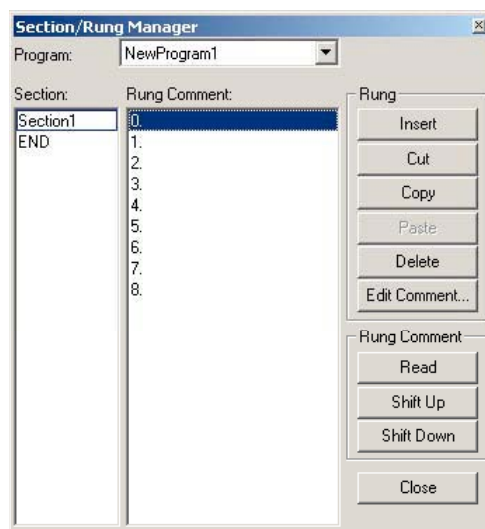 Section/Rung Manager
Program:
NewProgram1
Section:
Rung Comment:
Section1
END
0.
1.
2.
3.
4.
5.
6.
7.
8.
Rung
Insert
Cut
Copy
Paste
Delete
Edit Comment...
Rung Comment
Read
Shift Up
Shift Down
Close